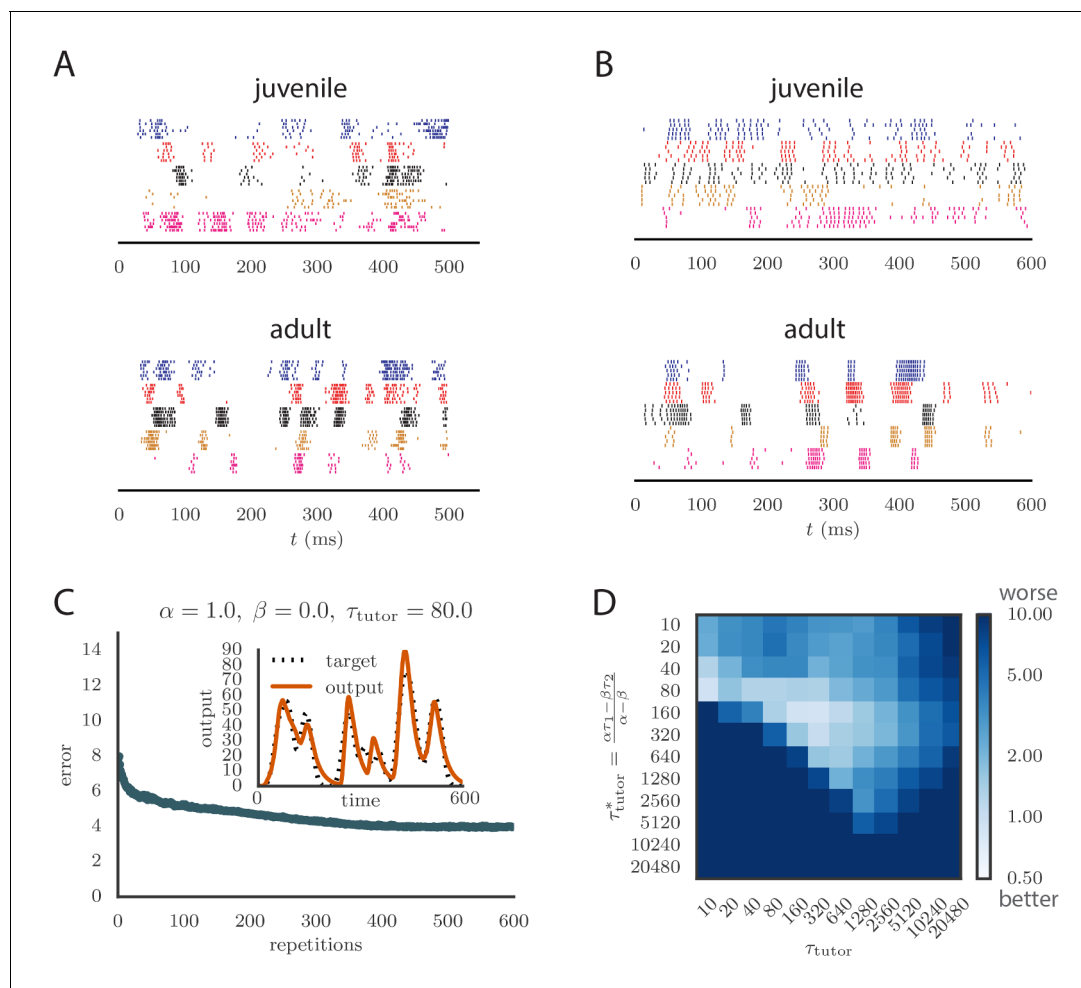 A
juvenile
0 100 200 300 400 500
adult
0 100 200 300 400 500
t (ms)
B
juvenile
0 100 200 300 400 500 600
adult
0 100 200 300 400 500 600
t (ms)
C
α = 1.0, β = 0.0, τtutor = 80.0
error
14
12
10
8
6
4
2
0
0 100 200 300 400 500 600
repetitions
output
90
80
70
60
50
40
30
20
10
0
target
output
0 time 600
D
τ*tutor = (ατ1−βτ2)/(α−β)
10
20
40
80
160
320
640
1280
2560
5120
10240
20480
10 20 40 80 160 320 640 1280 2560 5120 10240 20480
τtutor
worse
10.00
5.00
2.00
1.00
0.50
better